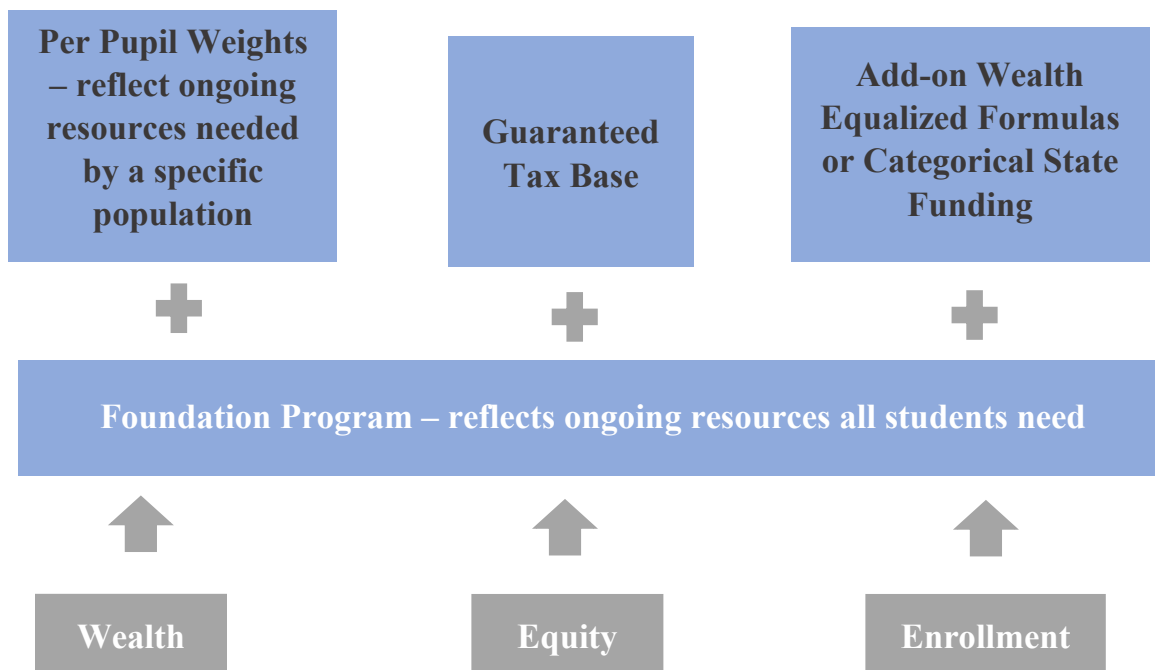 Per Pupil Weights
– reflect ongoing
resources needed
by a specific
population
Guaranteed
Tax Base
Add-on Wealth
Equalized Formulas
or Categorical State
Funding
Foundation Program – reflects ongoing resources all students need
Wealth
Equity
Enrollment